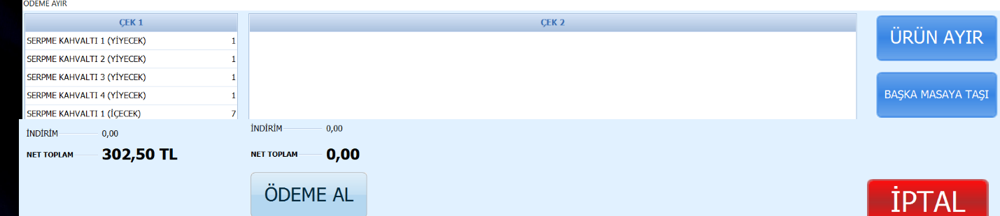 ÖDEME AYIR
ÇEK 1
SERPME KAHVALTI 1 (YİYECEK) 1
SERPME KAHVALTI 2 (YİYECEK) 1
SERPME KAHVALTI 3 (YİYECEK) 1
SERPME KAHVALTI 4 (YİYECEK) 1
SERPME KAHVALTI 1 (İÇECEK) 7
İNDİRİM 0,00
NET TOPLAM 302,50 TL
ÇEK 2
İNDİRİM 0,00
NET TOPLAM 0,00
ÖDEME AL
ÜRÜN AYIR
BAŞKA MASAYA TAŞI
İPTAL